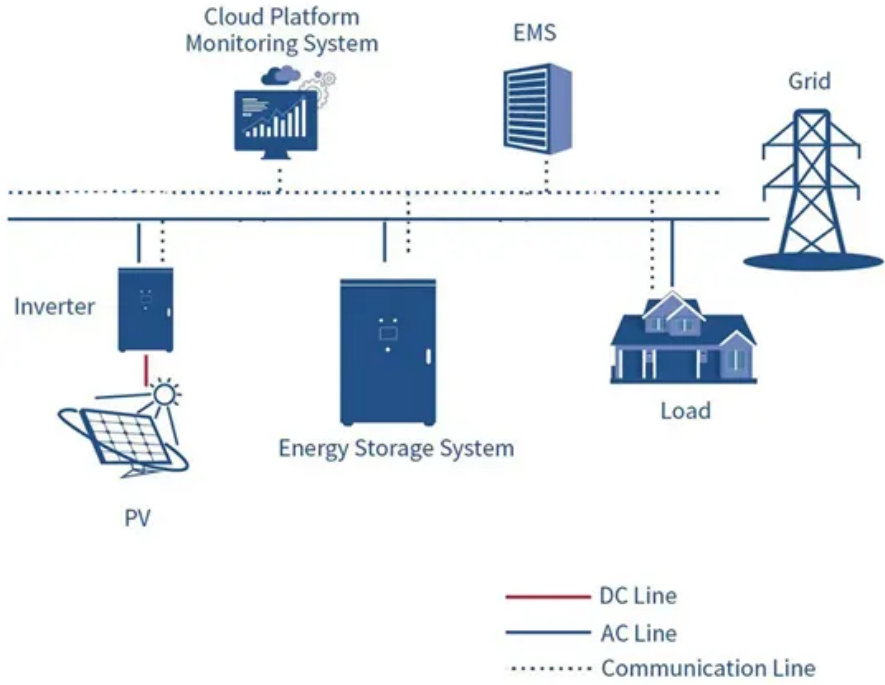 Cloud Platform
Monitoring System
EMS
Grid
Inverter
Load
Energy Storage System
PV
DC Line
AC Line
Communication Line